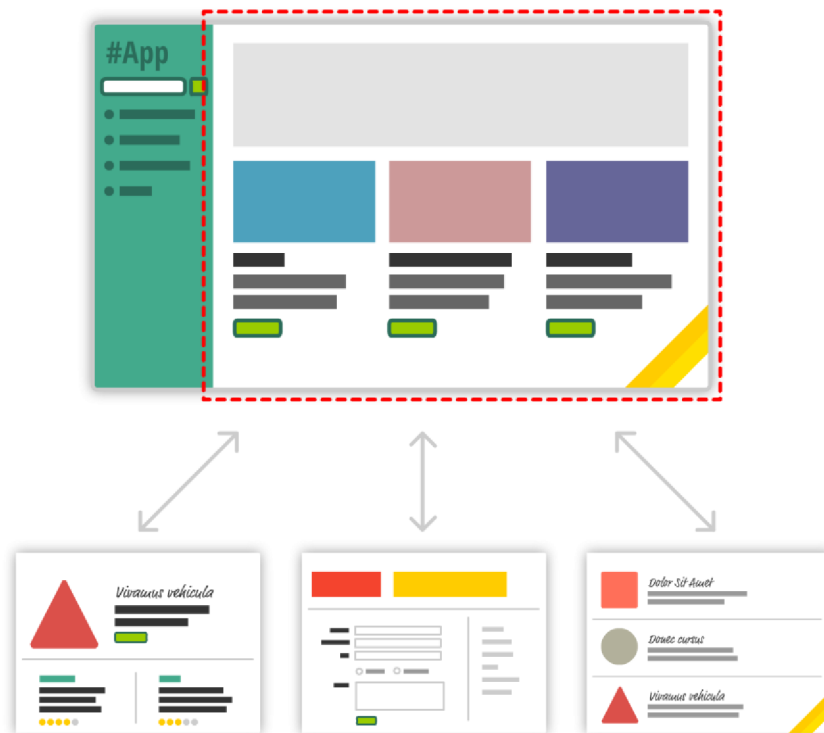 #App
Vivamus vehicula
Dolor Sit Amet
Donec cursus
Vivamus vehicula